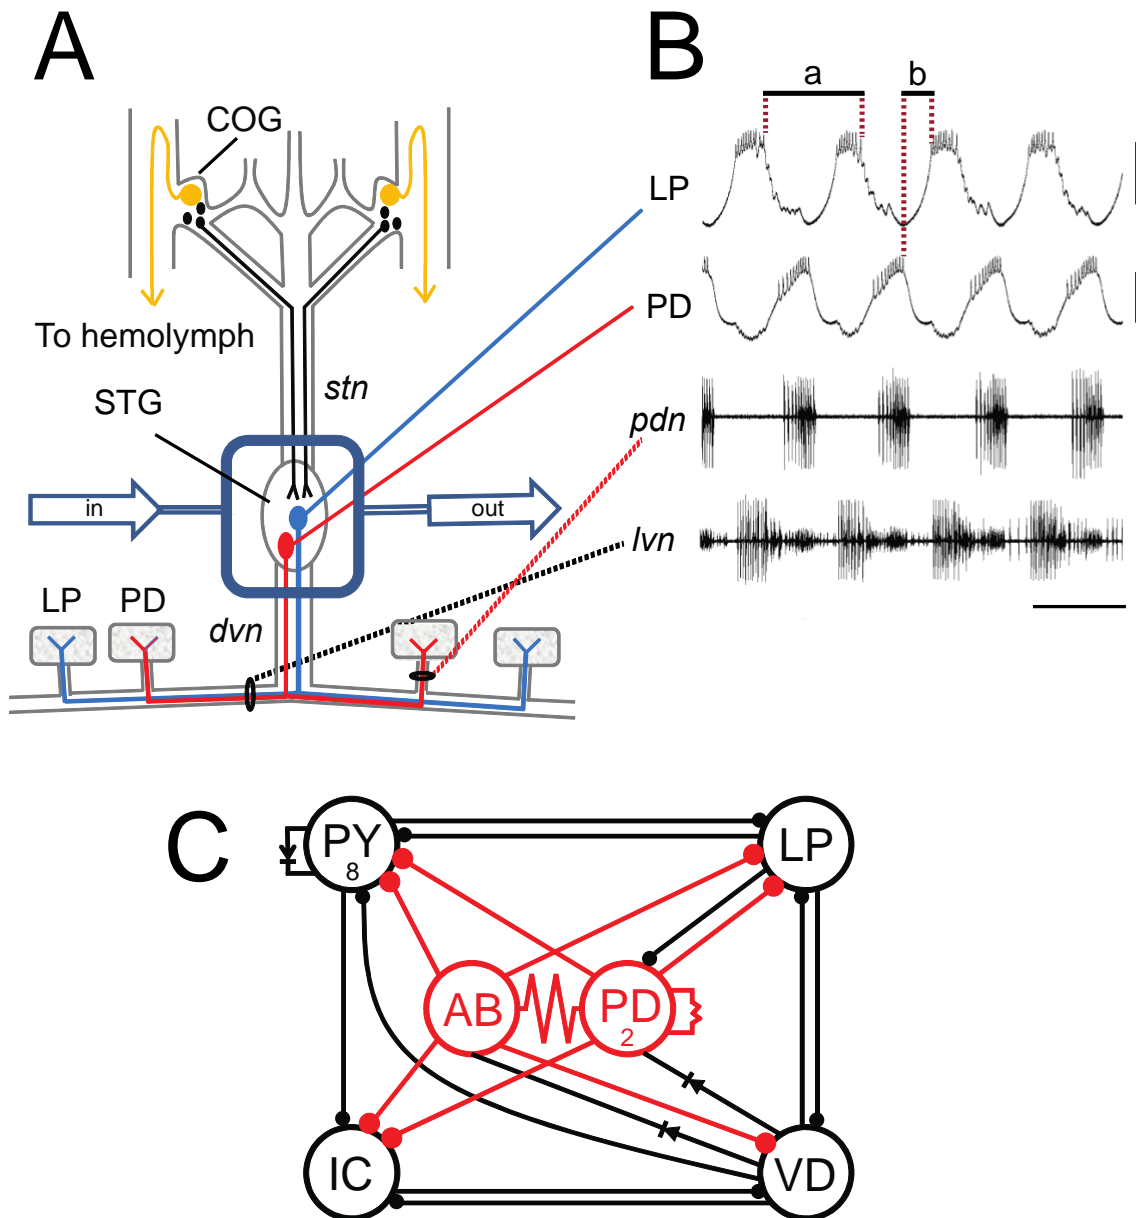 A
COG
To hemolymph
stn
STG
in
out
LP
PD
dvn
B
a
b
LP
PD
pdn
lvn
C
PY
8
LP
AB
PD
2
IC
VD